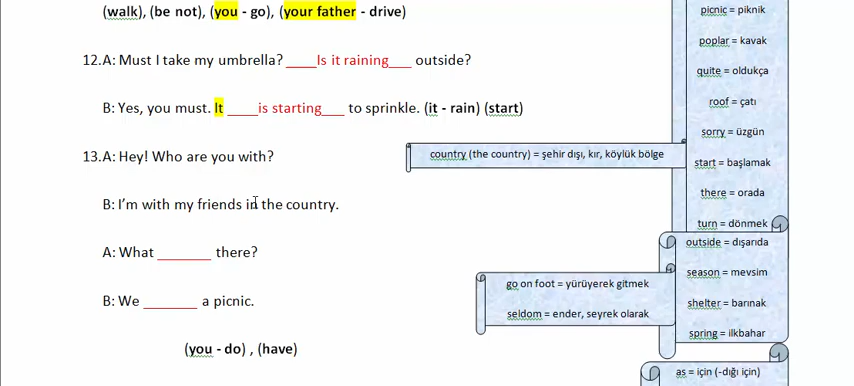 (walk), (be not), (you - go), (your father - drive)
12.A: Must I take my umbrella? ____Is it raining___ outside?
B: Yes, you must. It ____is starting___ to sprinkle. (it - rain) (start)
13.A: Hey! Who are you with?
B: I'm with my friends in the country.
A: What _______ there?
B: We _______ a picnic.
(you - do) , (have)
country (the country) = şehir dışı, kır, köylük bölge
go on foot = yürüyerek gitmek
seldom = ender, seyrek olarak
picnic = piknik
poplar = kavak
quite = oldukça
roof = çatı
sorry = üzgün
start = başlamak
there = orada
turn = dönmek
outside = dışarıda
season = mevsim
shelter = barınak
spring = ilkbahar
as = için (-dığı için)